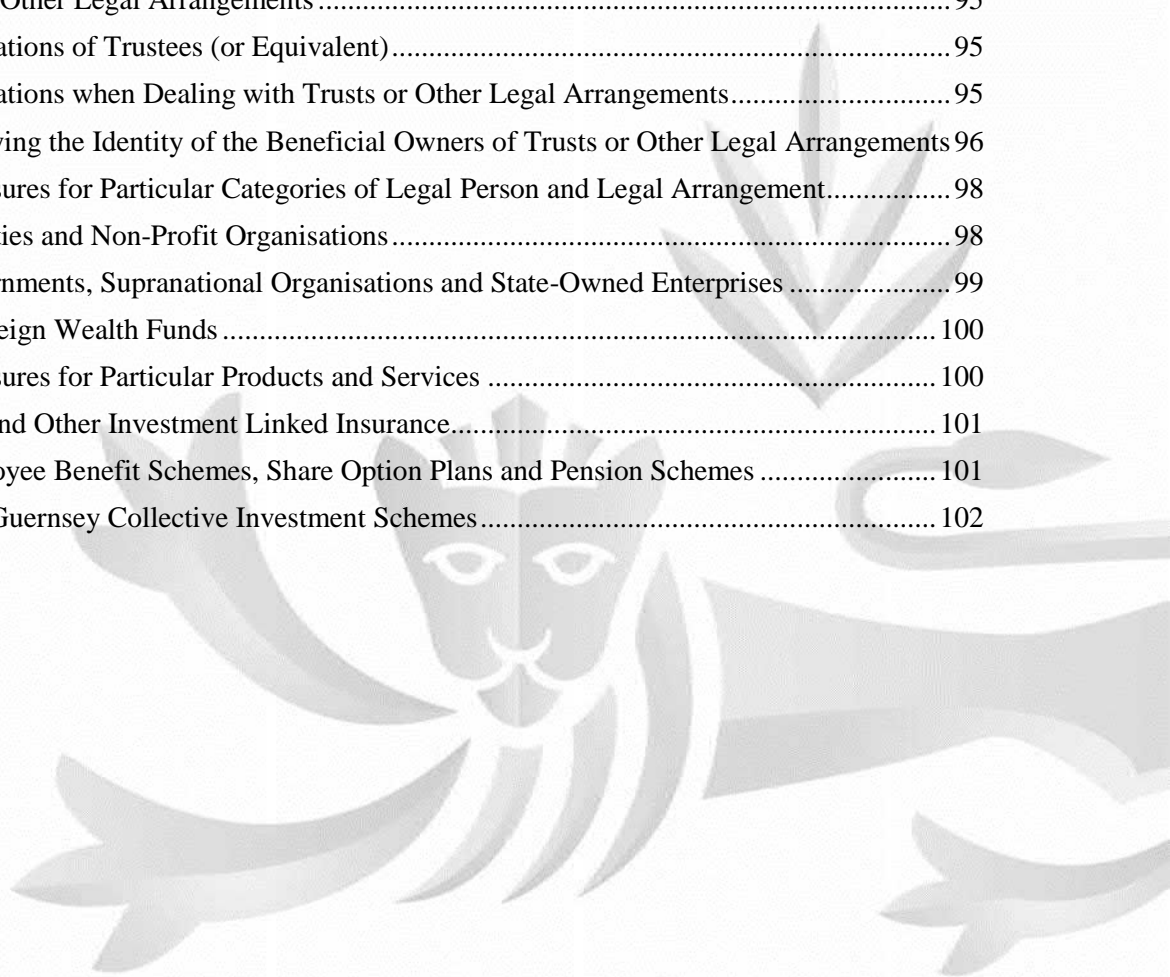 Other Legal Arrangements........................................................................................95
ations of Trustees (or Equivalent)..............................................................................95
ations when Dealing with Trusts or Other Legal Arrangements...............................95
ying the Identity of the Beneficial Owners of Trusts or Other Legal Arrangements 96
sures for Particular Categories of Legal Person and Legal Arrangement.................98
ties and Non-Profit Organisations..............................................................................98
rnments, Supranational Organisations and State-Owned Enterprises ......................99
eign Wealth Funds ....................................................................................................100
sures for Particular Products and Services ...............................................................100
nd Other Investment Linked Insurance....................................................................101
oyee Benefit Schemes, Share Option Plans and Pension Schemes .........................101
Guernsey Collective Investment Schemes................................................................102